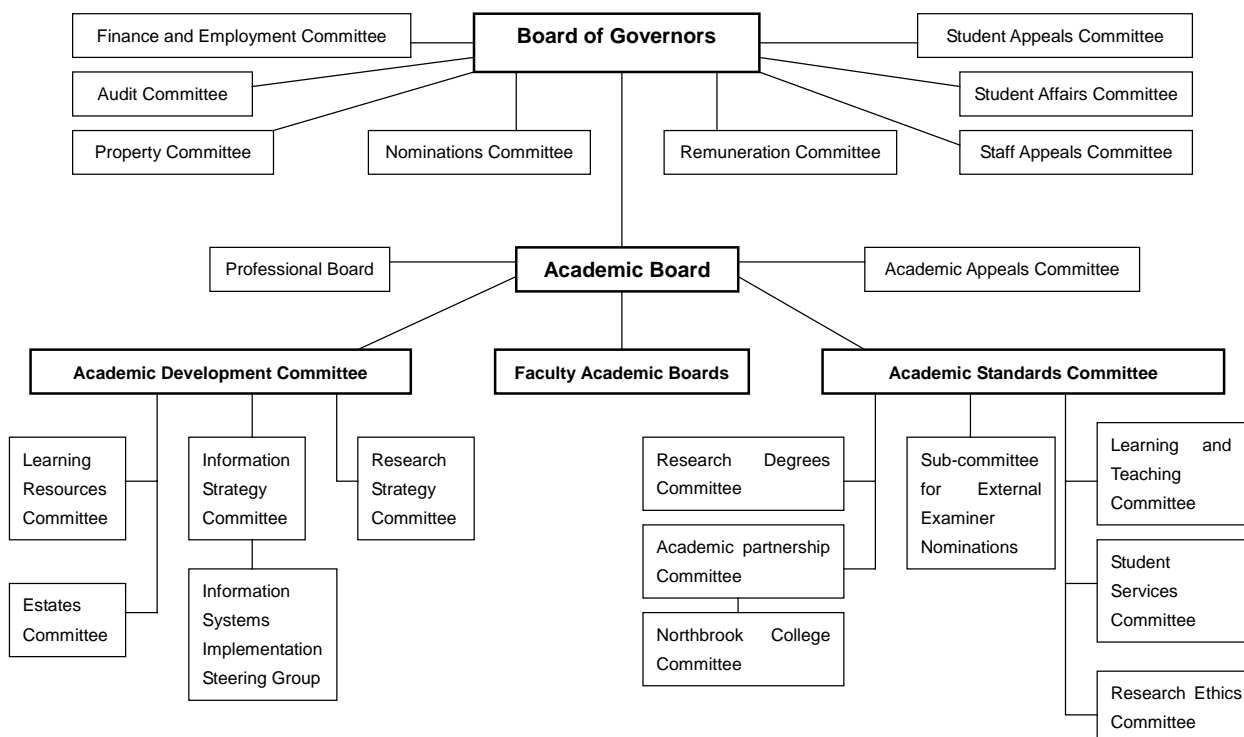 Finance and Employment Committee
Board of Governors
Student Appeals Committee
Audit Committee
Student Affairs Committee
Property Committee
Nominations Committee
Remuneration Committee
Staff Appeals Committee
Professional Board
Academic Board
Academic Appeals Committee
Academic Development Committee
Faculty Academic Boards
Academic Standards Committee
Learning
Resources
Committee
Information
Strategy
Committee
Research
Strategy
Committee
Estates
Committee
Information
Systems
Implementation
Steering Group
Research Degrees
Committee
Academic partnership
Committee
Northbrook College
Committee
Sub-committee
for External
Examiner
Nominations
Learning and
Teaching
Committee
Student
Services
Committee
Research Ethics
Committee